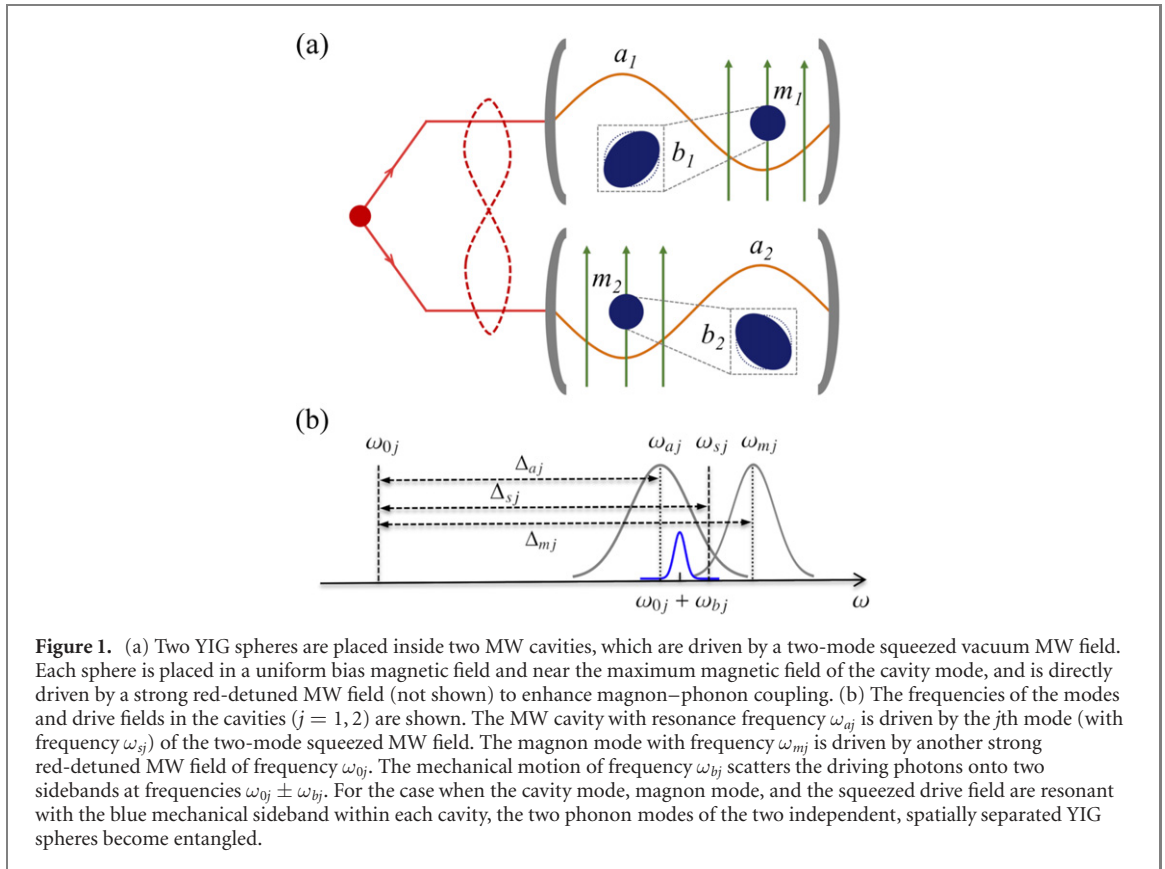 (a)
a₁
m₁
b₁
a₂
m₂
b₂
(b)
ω₀ⱼ
ωₐⱼ
ωₛⱼ
ωₘⱼ
Δₐⱼ
Δₛⱼ
Δₘⱼ
ω₀ⱼ + ω_bj
ω
Figure 1. (a) Two YIG spheres are placed inside two MW cavities, which are driven by a two-mode squeezed vacuum MW field.
Each sphere is placed in a uniform bias magnetic field and near the maximum magnetic field of the cavity mode, and is directly
driven by a strong red-detuned MW field (not shown) to enhance magnon–phonon coupling. (b) The frequencies of the modes
and drive fields in the cavities (j = 1, 2) are shown. The MW cavity with resonance frequency ωₐⱼ is driven by the jth mode (with
frequency ωₛⱼ) of the two-mode squeezed MW field. The magnon mode with frequency ωₘⱼ is driven by another strong
red-detuned MW field of frequency ω₀ⱼ. The mechanical motion of frequency ω_bj scatters the driving photons onto two
sidebands at frequencies ω₀ⱼ ± ω_bj. For the case when the cavity mode, magnon mode, and the squeezed drive field are resonant
with the blue mechanical sideband within each cavity, the two phonon modes of the two independent, spatially separated YIG
spheres become entangled.